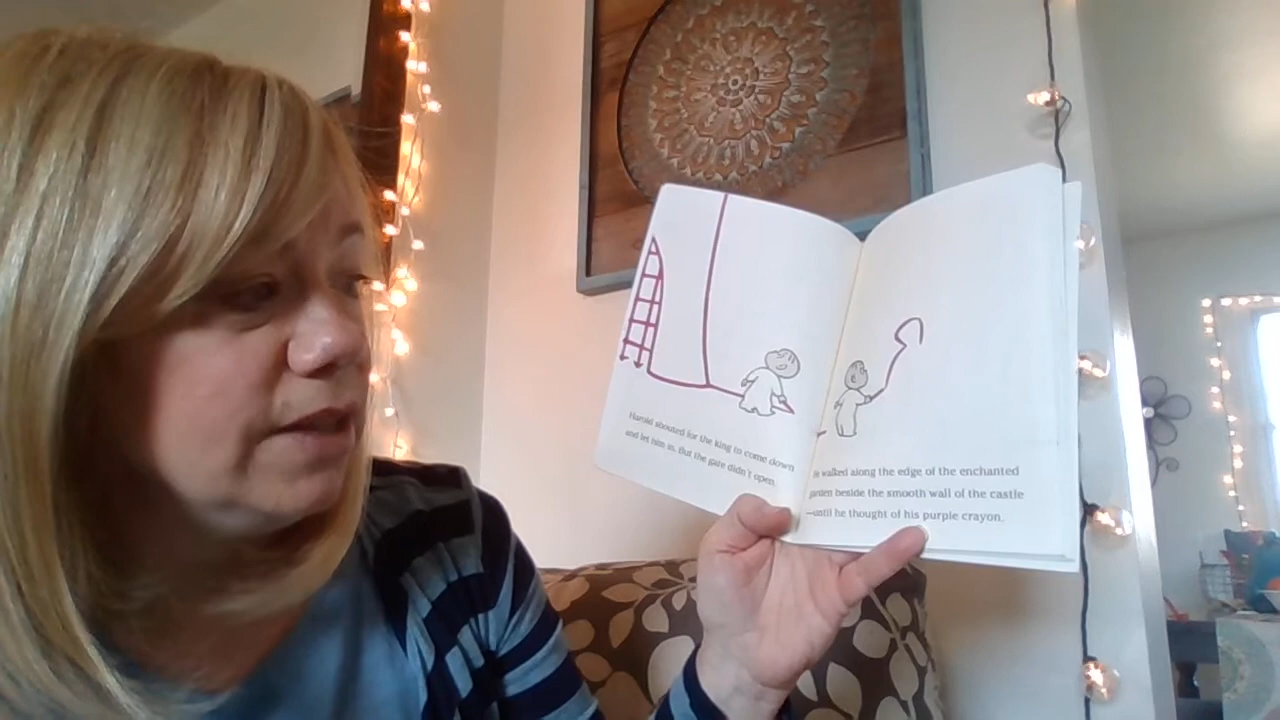 Harold shouted for the king to come down
and let him in. But the gate didn't open.
He walked along the edge of the enchanted
garden beside the smooth wall of the castle
—until he thought of his purple crayon.